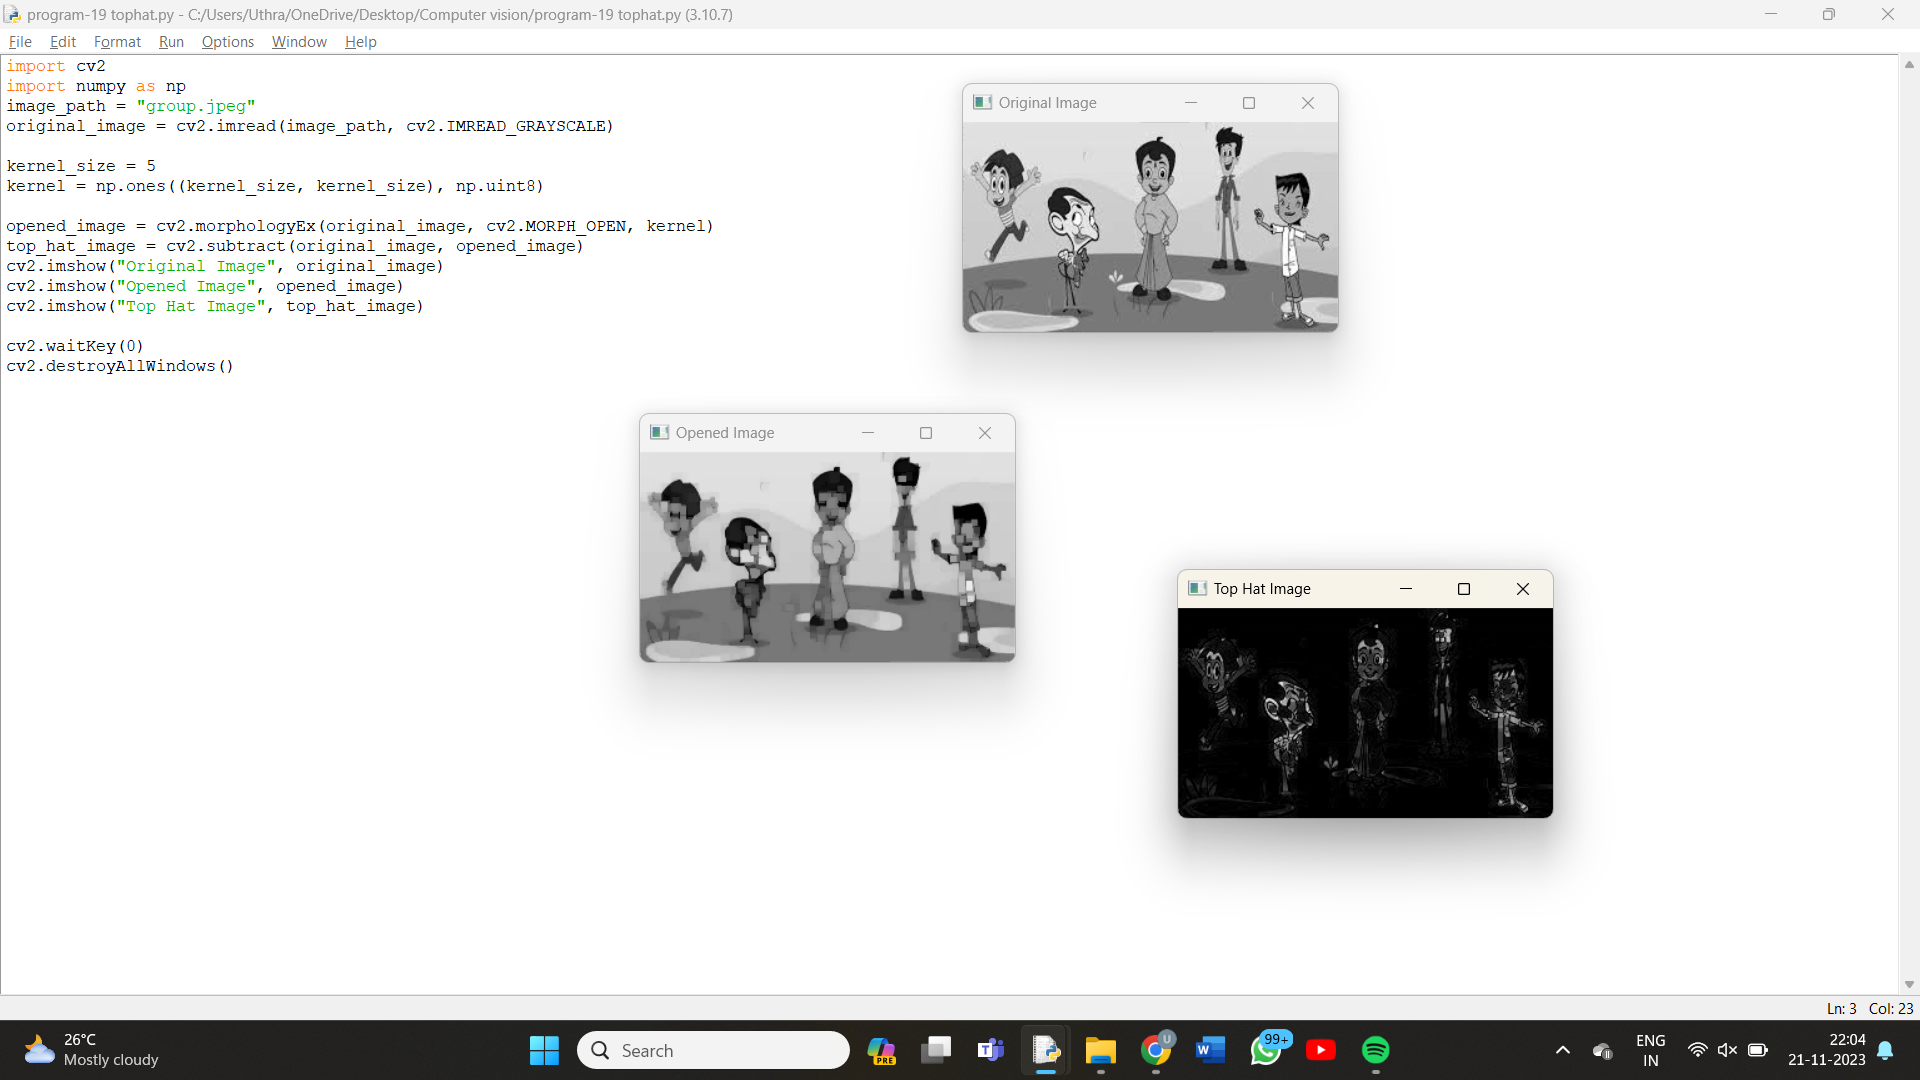 program-19 tophat.py - C:/Users/Uthra/OneDrive/Desktop/Computer vision/program-19 tophat.py (3.10.7)
File Edit Format Run Options Window Help
import cv2
import numpy as np
image_path = "group.jpeg"
original_image = cv2.imread(image_path, cv2.IMREAD_GRAYSCALE)
kernel_size = 5
kernel = np.ones((kernel_size, kernel_size), np.uint8)
opened_image = cv2.morphologyEx(original_image, cv2.MORPH_OPEN, kernel)
top_hat_image = cv2.subtract(original_image, opened_image)
cv2.imshow("Original Image", original_image)
cv2.imshow("Opened Image", opened_image)
cv2.imshow("Top Hat Image", top_hat_image)
cv2.waitKey(0)
cv2.destroyAllWindows()
Original Image
Opened Image
Top Hat Image
Ln: 3 Col: 23
26°C
Mostly cloudy
Search
PRE
T
U
W
99+
ENG
IN
22:04
21-11-2023